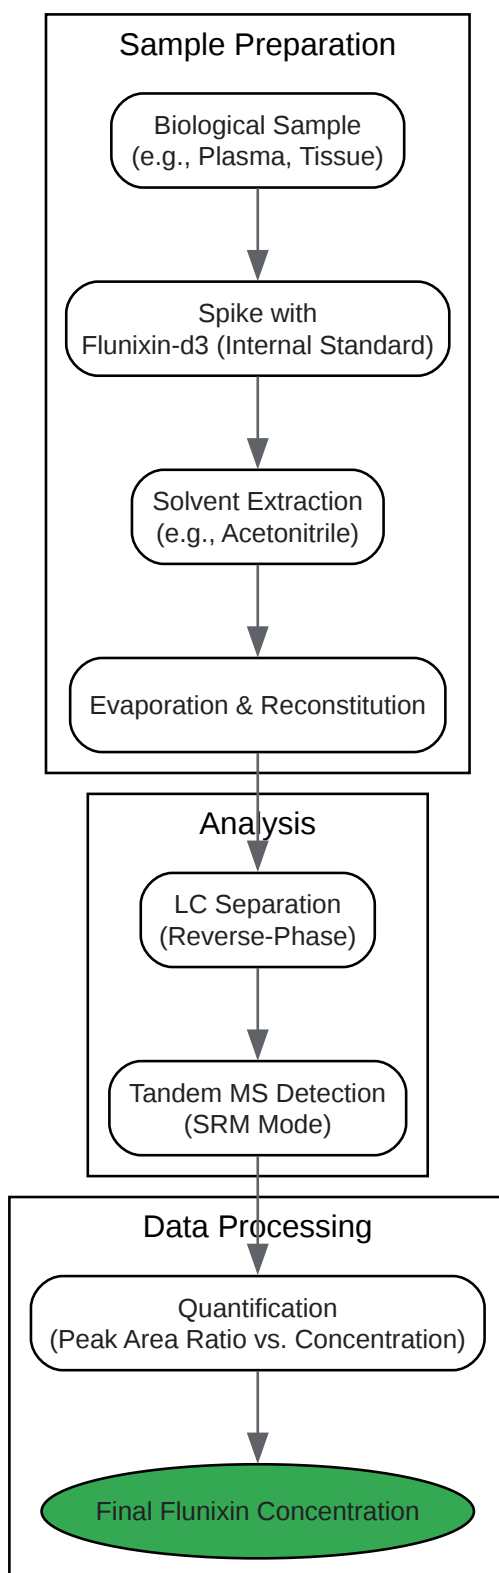 Sample Preparation
Biological Sample
(e.g., Plasma, Tissue)
Spike with
Flunixin-d3 (Internal Standard)
Solvent Extraction
(e.g., Acetonitrile)
Evaporation & Reconstitution
Analysis
LC Separation
(Reverse-Phase)
Tandem MS Detection
(SRM Mode)
Data Processing
Quantification
(Peak Area Ratio vs. Concentration)
Final Flunixin Concentration